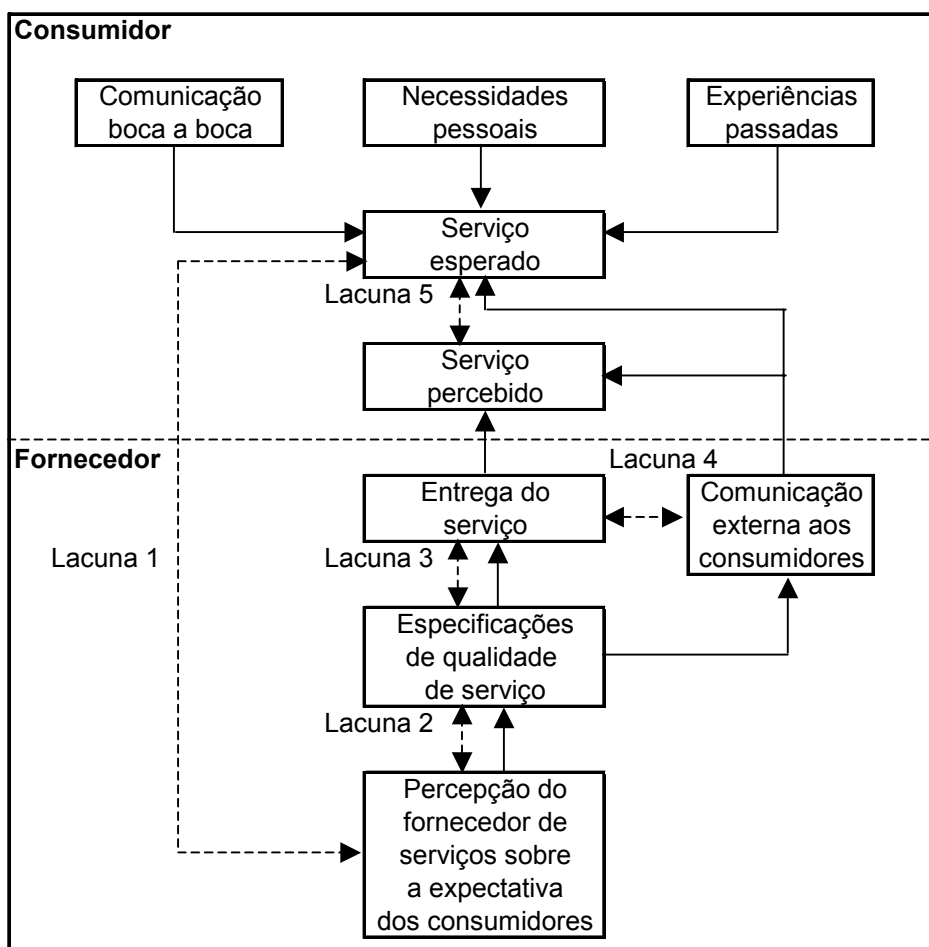 Consumidor
Comunicação
boca a boca
Necessidades
pessoais
Experiências
passadas
Serviço
esperado
Lacuna 5
Serviço
percebido
Fornecedor
Lacuna 4
Entrega do
serviço
Comunicação
externa aos
consumidores
Lacuna 1
Lacuna 3
Especificações
de qualidade
de serviço
Lacuna 2
Percepção do
fornecedor de
serviços sobre
a expectativa
dos consumidores